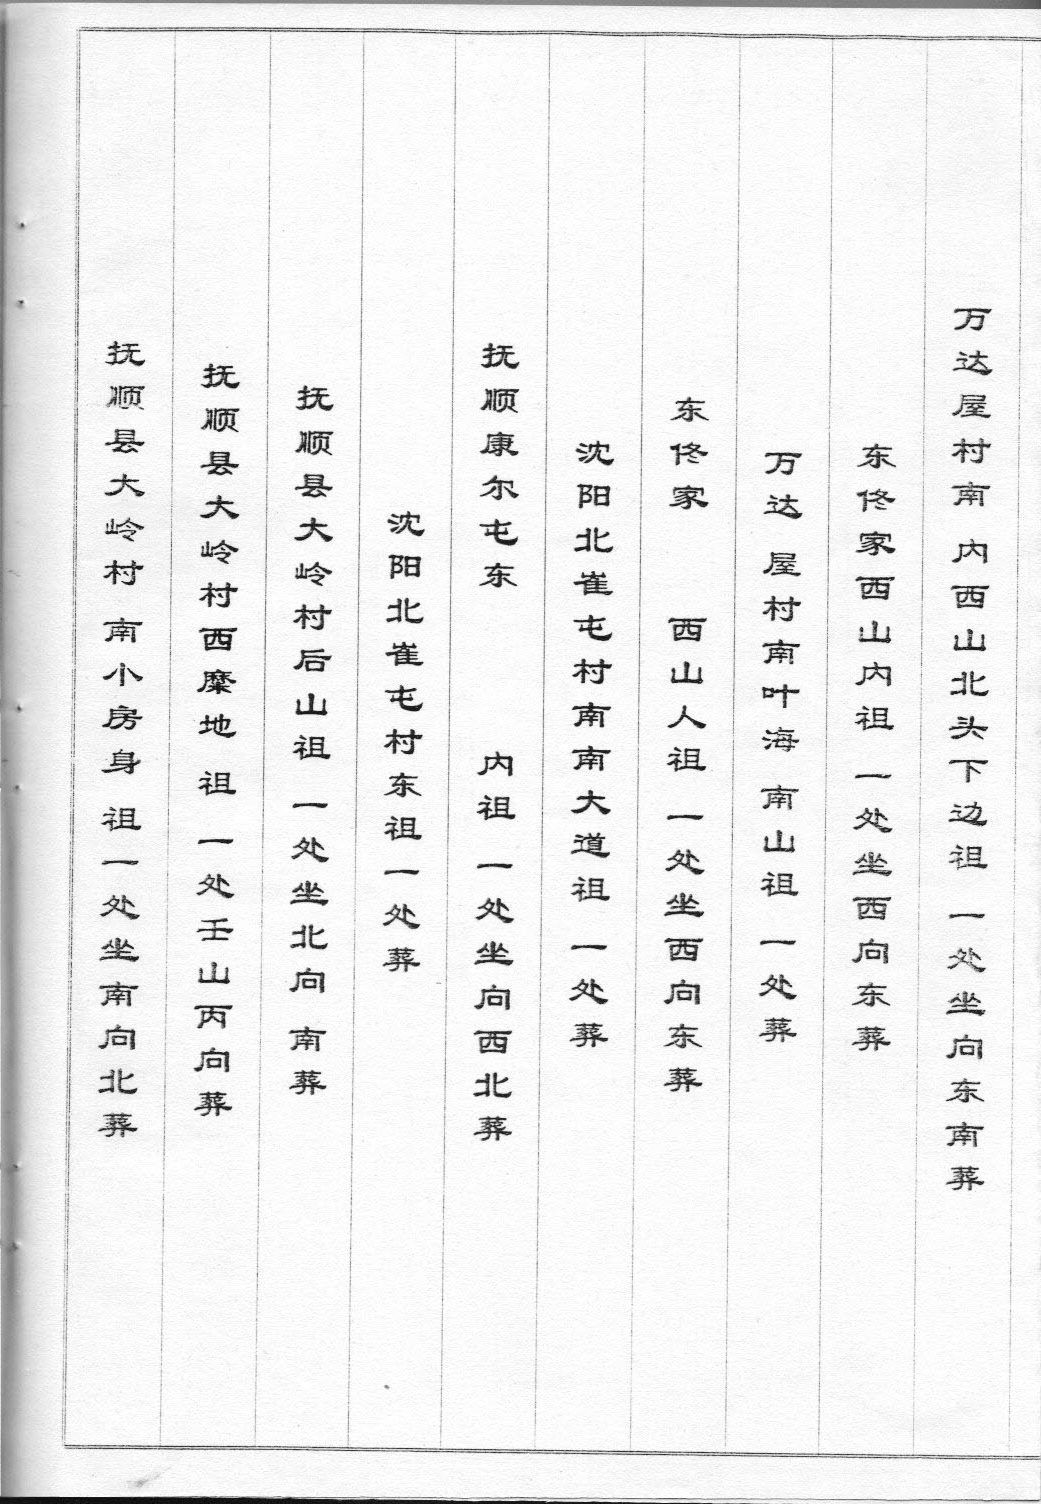 万达屋村南 内西山北头下边祖 一处坐向东南葬
东佟家西山内祖 一处坐西向东葬
万达 屋村南叶海 南山祖 一处葬
东佟家 西山人祖 一处坐西向东葬
沈阳北崔屯村南南大道祖 一处葬
抚顺康尔屯东 内祖 一处坐向西北葬
沈阳北崔屯村东祖一处葬
抚顺县大岭村后山祖 一处坐北向 南葬
抚顺县大岭村西糜地 祖 一处壬山丙向葬
抚顺县大岭村 南小房身 祖一处坐南向北葬